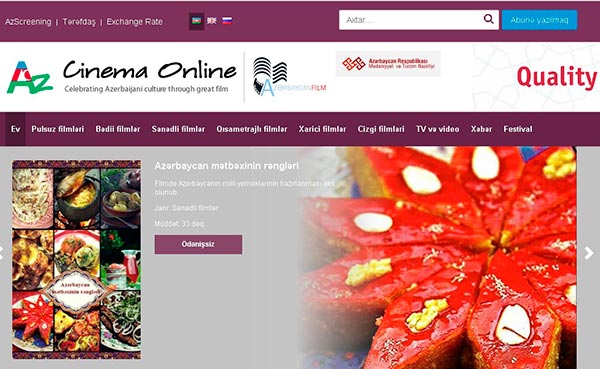 AzScreening | Tərəfdaş | Exchange Rate
Axtar....
Abunə yazılmaq
AZ Cinema Online
Celebrating Azerbaijani culture through great film
AZƏRBAYCANFILM
Azərbaycan Respublikası
Mədəniyyət və Turizm Nazirliyi
Quality
Ev Pulsuz filmləri Bədii filmlər Sənədli filmlər Qısametrajlı filmlər Xarici filmlər Cizgi filmləri TV və video Xəbər Festival
Azərbaycan mətbəxinin rəngləri
Filmdə Azərbaycanın milli yeməklərinin hazırlanması əks
olunub.
Janr: Sənədli filmlər
Müddət: 33 dəq
Ödənişsiz
Azərbaycan
mətbəxinin rəngləri